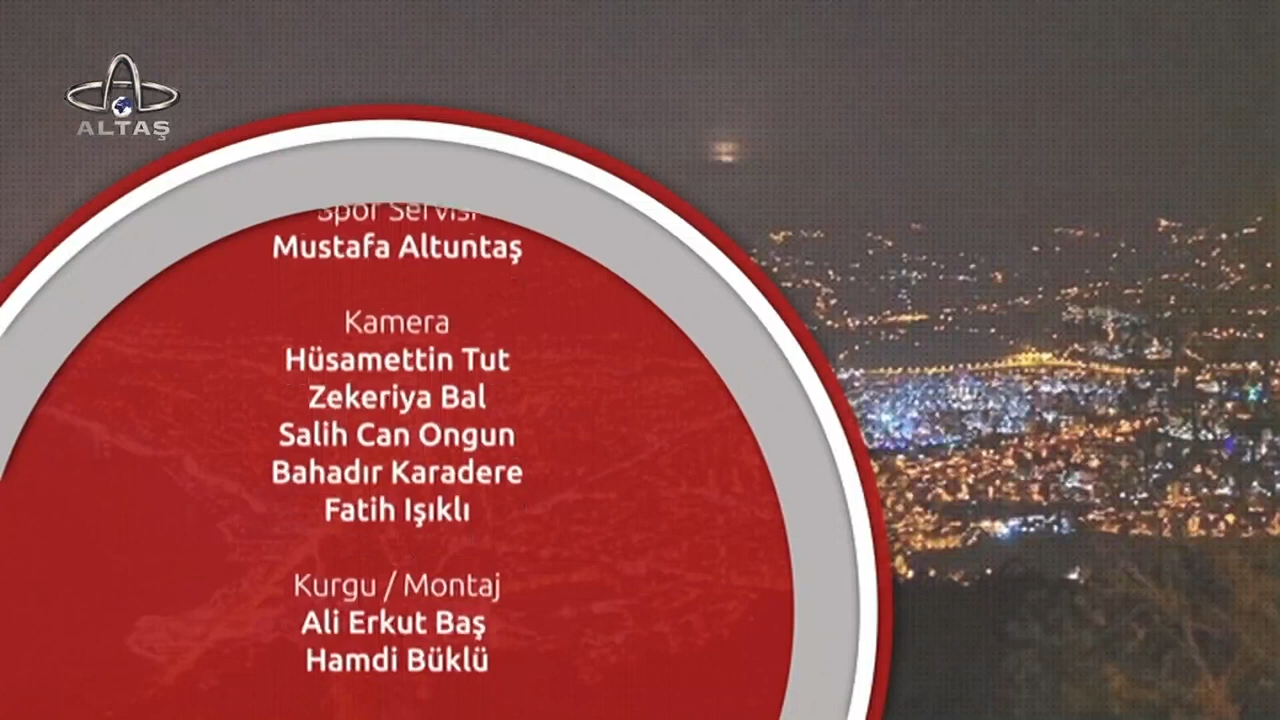 ALTAŞ
Spor Servisi
Mustafa Altuntaş
Kamera
Hüsamettin Tut
Zekeriya Bal
Salih Can Ongun
Bahadır Karadere
Fatih Işıklı
Kurgu / Montaj
Ali Erkut Baş
Hamdi Büklü